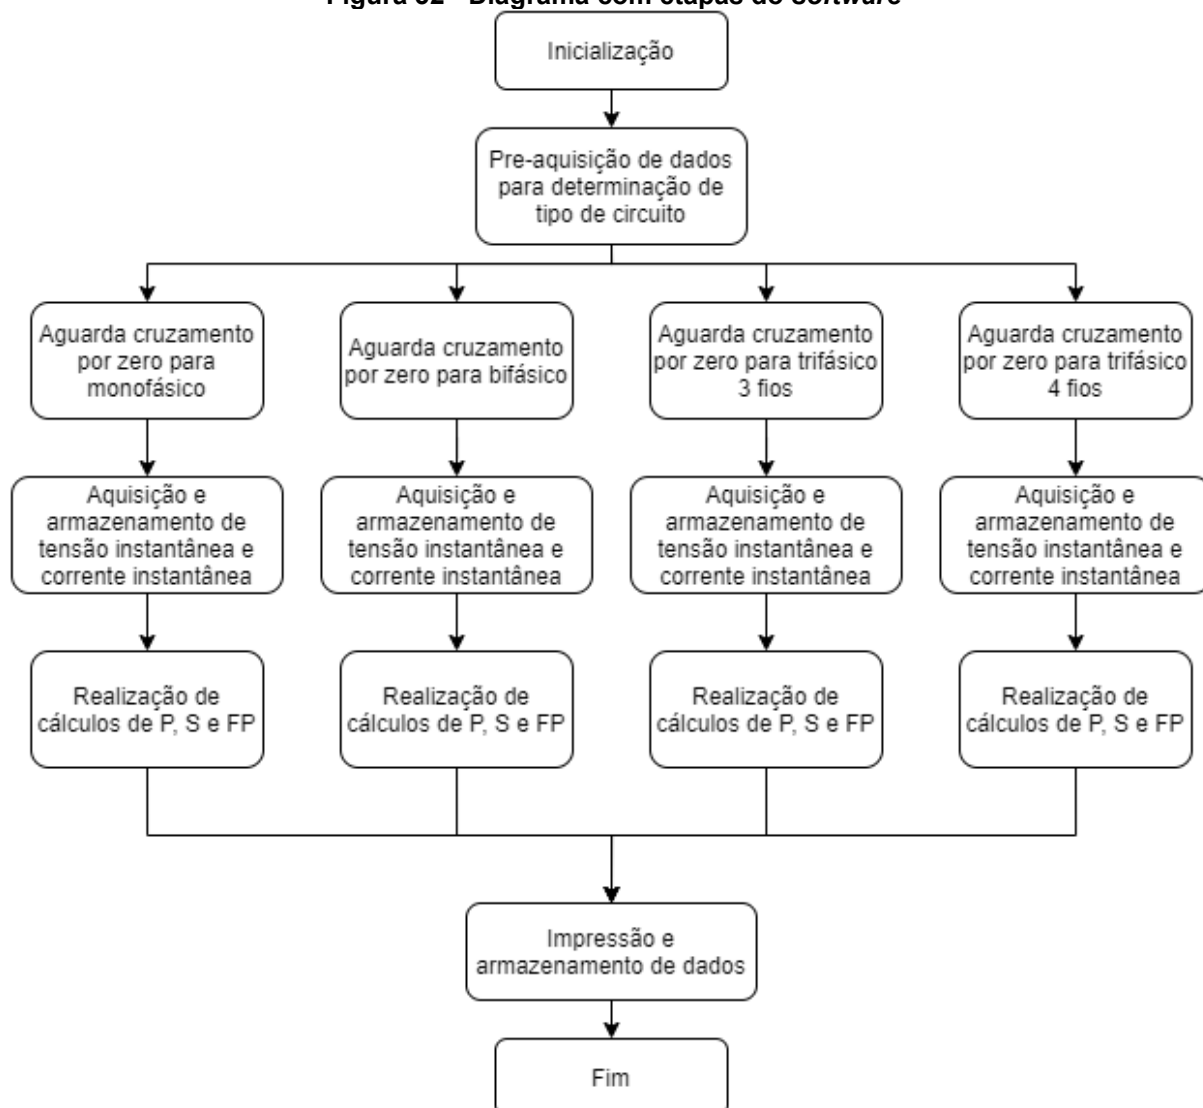 Figura 32 - Diagrama com etapas do software
Inicialização
Pre-aquisição de dados
para determinação de
tipo de circuito
Aguarda cruzamento
por zero para
monofásico
Aguarda cruzamento
por zero para bifásico
Aguarda cruzamento
por zero para trifásico
3 fios
Aguarda cruzamento
por zero para trifásico
4 fios
Aquisição e
armazenamento de
tensão instantânea e
corrente instantânea
Aquisição e
armazenamento de
tensão instantânea e
corrente instantânea
Aquisição e
armazenamento de
tensão instantânea e
corrente instantânea
Aquisição e
armazenamento de
tensão instantânea e
corrente instantânea
Realização de
cálculos de P, S e FP
Realização de
cálculos de P, S e FP
Realização de
cálculos de P, S e FP
Realização de
cálculos de P, S e FP
Impressão e
armazenamento de dados
Fim